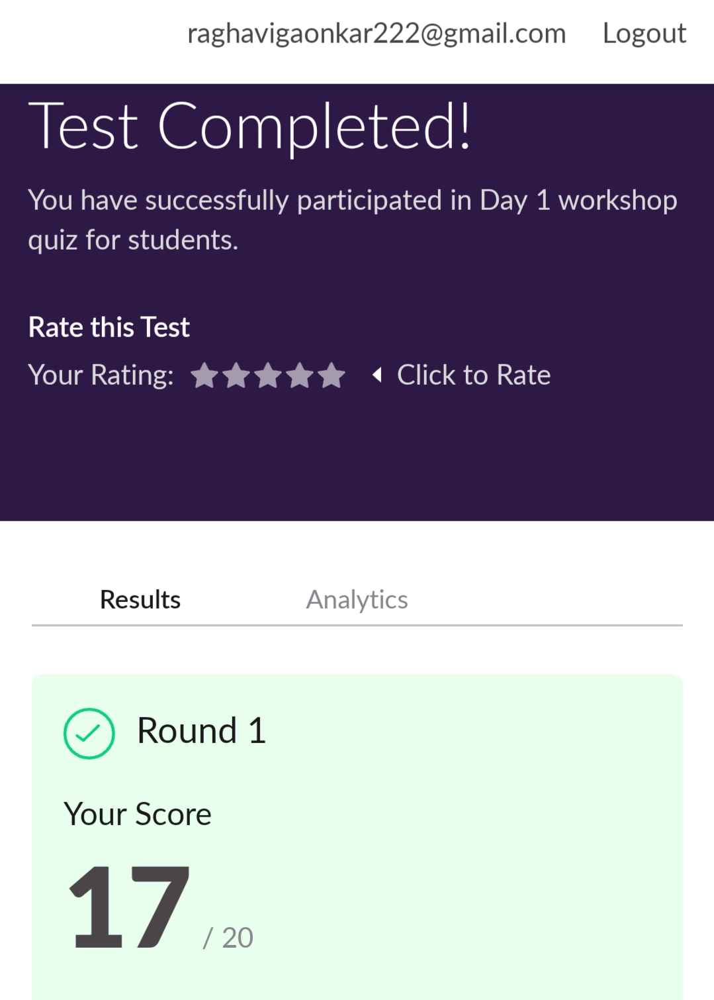 raghavigaonkar222@gmail.com Logout
Test Completed!
You have successfully participated in Day 1 workshop
quiz for students.
Rate this Test
Your Rating: Click to Rate
Results Analytics
Round 1
Your Score
17 / 20